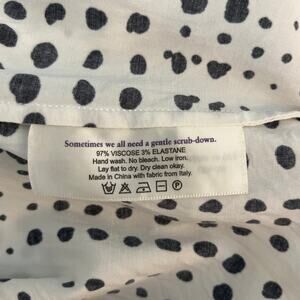 Sometimes we all need a gentle scrub-down.
97% VISCOSE 3% ELASTANE
Hand wash. No bleach. Low iron.
Lay flat to dry. Dry clean okay.
Made in China with fabric from Italy.